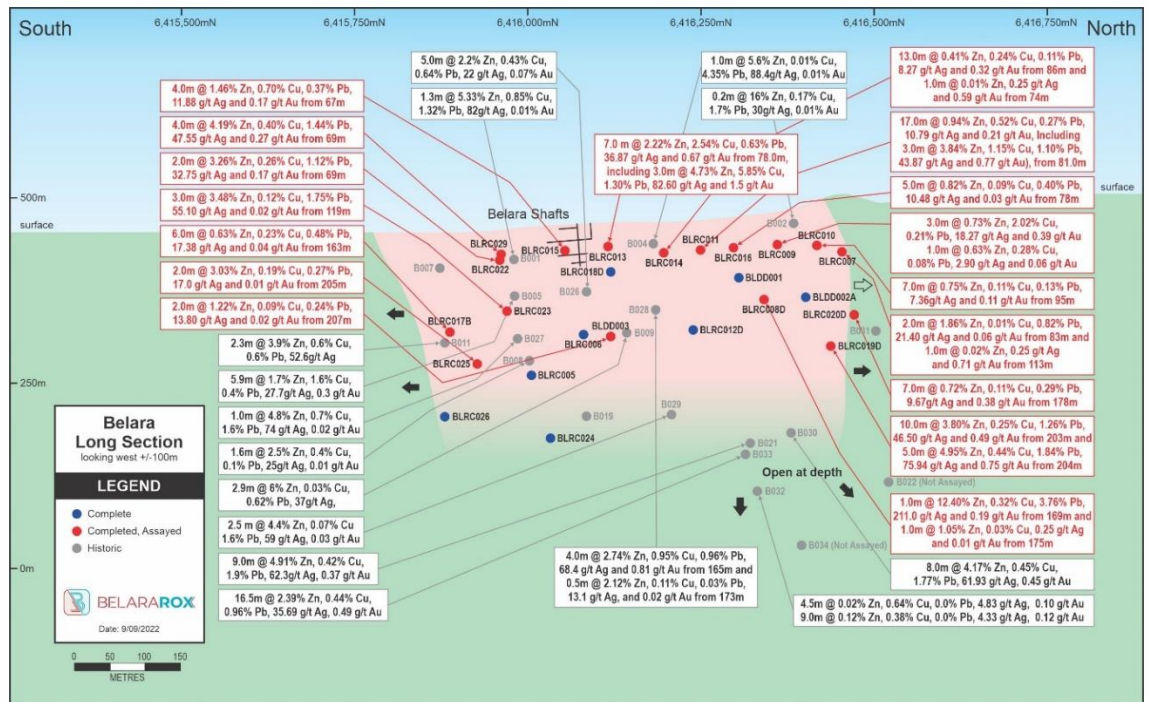 South
6,415,500mN
6,415,750mN
6,416,000mN
6,416,250mN
6,416,500mN
6,416,750mN
North
5.0m @ 2.2% Zn, 0.43% Cu,
0.64% Pb, 22 g/t Ag, 0.07% Au
1.3m @ 5.33% Zn, 0.85% Cu,
1.32% Pb, 82g/t Ag, 0.01% Au
1.0m @ 5.6% Zn, 0.01% Cu,
4.35% Pb, 88.4g/t Ag, 0.01% Au
0.2m @ 16% Zn, 0.17% Cu,
1.7% Pb, 30g/t Ag, 0.01% Au
4.0m @ 1.46% Zn, 0.70% Cu, 0.37% Pb,
11.88 g/t Ag and 0.17 g/t Au from 67m
4.0m @ 4.19% Zn, 0.40% Cu, 1.44% Pb,
47.55 g/t Ag and 0.27 g/t Au from 69m
2.0m @ 3.26% Zn, 0.26% Cu, 1.12% Pb,
32.75 g/t Ag and 0.17 g/t Au from 69m
3.0m @ 3.48% Zn, 0.12% Cu, 1.75% Pb,
55.10 g/t Ag and 0.02 g/t Au from 119m
6.0m @ 0.63% Zn, 0.23% Cu, 0.48% Pb,
17.38 g/t Ag and 0.04 g/t Au from 163m
2.0m @ 3.03% Zn, 0.19% Cu, 0.27% Pb,
17.0 g/t Ag and 0.01 g/t Au from 205m
2.0m @ 1.22% Zn, 0.09% Cu, 0.24% Pb,
13.80 g/t Ag and 0.02 g/t Au from 207m
2.3m @ 3.9% Zn, 0.6% Cu,
0.6% Pb, 52.6g/t Ag
5.9m @ 1.7% Zn, 1.6% Cu,
0.4% Pb, 27.7g/t Ag, 0.3 g/t Au
1.0m @ 4.8% Zn, 0.7% Cu,
1.6% Pb, 74 g/t Ag, 0.02 g/t Au
1.6m @ 2.5% Zn, 0.4% Cu,
0.1% Pb, 25g/t Ag, 0.01 g/t Au
2.9m @ 6% Zn, 0.03% Cu,
0.62% Pb, 37g/t Ag,
2.5 m @ 4.4% Zn, 0.07% Cu
1.6% Pb, 59 g/t Ag, 0.03 g/t Au
9.0m @ 4.91% Zn, 0.42% Cu,
1.9% Pb, 62.3g/t Ag, 0.37 g/t Au
16.5m @ 2.39% Zn, 0.44% Cu,
0.96% Pb, 35.69 g/t Ag, 0.49 g/t Au
7.0 m @ 2.22% Zn, 2.54% Cu, 0.63% Pb,
36.87 g/t Ag and 0.67 g/t Au from 78.0m,
including 3.0m @ 4.73% Zn, 5.85% Cu,
1.30% Pb, 82.60 g/t Ag and 1.5 g/t Au
13.0m @ 0.41% Zn, 0.24% Cu, 0.11% Pb,
8.27 g/t Ag and 0.32 g/t Au from 86m and
1.0m @ 0.01% Zn, 0.25 g/t Ag
and 0.59 g/t Au from 74m
17.0m @ 0.94% Zn, 0.52% Cu, 0.27% Pb,
10.79 g/t Ag and 0.21 g/t Au, Including
3.0m @ 3.84% Zn, 1.15% Cu, 1.10% Pb,
43.87 g/t Ag and 0.77 g/t Au), from 81.0m
5.0m @ 0.82% Zn, 0.09% Cu, 0.40% Pb,
10.48 g/t Ag and 0.03 g/t Au from 78m
3.0m @ 0.73% Zn, 2.02% Cu,
0.21% Pb, 18.27 g/t Ag and 0.39 g/t Au
1.0m @ 0.63% Zn, 0.28% Cu,
0.08% Pb, 2.90 g/t Ag and 0.06 g/t Au
7.0m @ 0.75% Zn, 0.11% Cu, 0.13% Pb,
7.36g/t Ag and 0.11 g/t Au from 95m
2.0m @ 1.86% Zn, 0.01% Cu, 0.82% Pb,
21.40 g/t Ag and 0.06 g/t Au from 83m and
1.0m @ 0.02% Zn, 0.25 g/t Ag
and 0.71 g/t Au from 113m
7.0m @ 0.72% Zn, 0.11% Cu, 0.29% Pb,
9.67g/t Ag and 0.38 g/t Au from 178m
10.0m @ 3.80% Zn, 0.25% Cu, 1.26% Pb,
46.50 g/t Ag and 0.49 g/t Au from 203m and
5.0m @ 4.95% Zn, 0.44% Cu, 1.84% Pb,
75.94 g/t Ag and 0.75 g/t Au from 204m
1.0m @ 12.40% Zn, 0.32% Cu, 3.76% Pb,
211.0 g/t Ag and 0.19 g/t Au from 169m and
1.0m @ 1.05% Zn, 0.03% Cu, 0.25 g/t Ag
and 0.01 g/t Au from 175m
8.0m @ 4.17% Zn, 0.45% Cu,
1.77% Pb, 61.93 g/t Ag, 0.45 g/t Au
4.5m @ 0.02% Zn, 0.64% Cu, 0.0% Pb, 4.83 g/t Ag, 0.10 g/t Au
9.0m @ 0.12% Zn, 0.38% Cu, 0.0% Pb, 4.33 g/t Ag, 0.12 g/t Au
4.0m @ 2.74% Zn, 0.95% Cu, 0.96% Pb,
68.4 g/t Ag and 0.81 g/t Au from 165m and
0.5m @ 2.12% Zn, 0.11% Cu, 0.03% Pb,
13.1 g/t Ag, and 0.02 g/t Au from 173m
500m
surface
surface
250m
0m
Belara Shafts
BLRC029
BLRC022
B001
BLRC015
BLRC013
B004
BLRC014
BLRC011
BLRC016
B002
BLRC009
BLRC010
BLRC007
B007
BLRC018D
BLDD001
B005
B026
BLRC023
B028
BLRC008D
BLDD002A
BLRC020D
BLRC017B
B011
B027
BLRC006
BLDD003
B009
BLRC012D
B031
BLRC019D
BLRC025
B008
BLRC005
BLRC026
B019
B029
BLRC024
B021
B033
B030
Open at depth
B032
B022 (Not Assayed)
B034 (Not Assayed)
Belara
Long Section
looking west +/-100m
LEGEND
Complete
Completed, Assayed
Historic
BELARAROX
Date: 9/09/2022
0 50 100 150
METRES